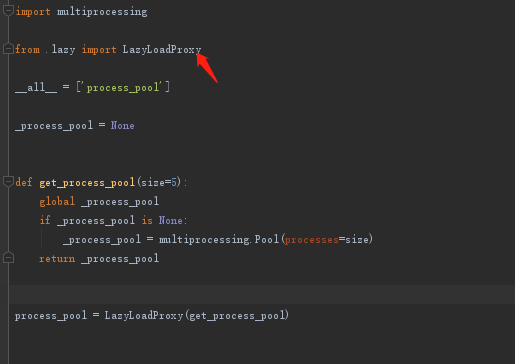 import multiprocessing
from .lazy import LazyLoadProxy
__all__ = ['process_pool']
_process_pool = None
def get_process_pool(size=5):
global _process_pool
if _process_pool is None:
_process_pool = multiprocessing.Pool(processes=size)
return _process_pool
process_pool = LazyLoadProxy(get_process_pool)